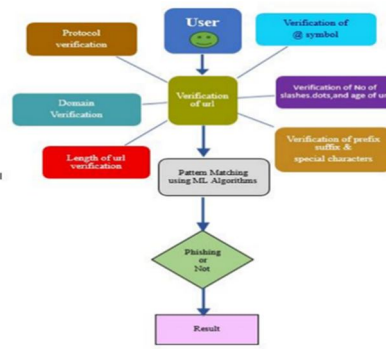 User
Protocol
verification
Verification of
@ symbol
Domain
Verification
Verification
of url
Verification of No of
slashes.dots,and age of ur
Length of url
verification
Verification of prefix
suffix &
special characters
Pattern Matching
using ML Algorithms
Phishing
or
Not
Result